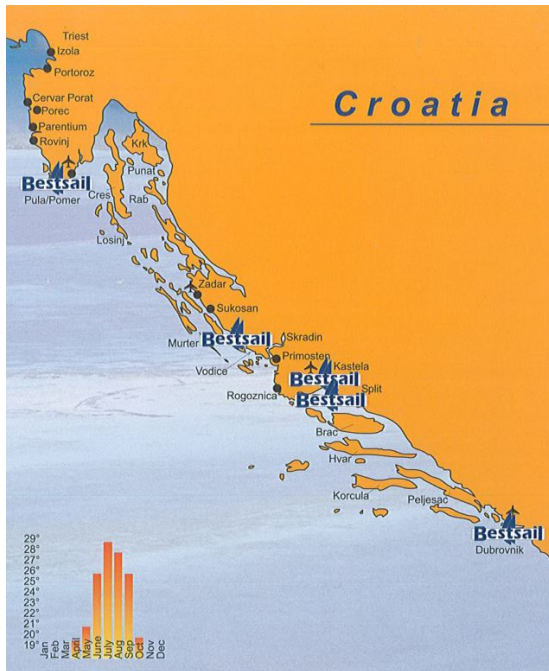 Triest
Izola
Portoroz
Croatia
Cervar Porat
Porec
Parentium
Rovinj
Krk
Punat
Bestsail
Pula/Pomer
Cres
Rab
Losinj
Zadar
Sukosan
Murter
Bestsail
Skradin
Primosten
Vodice
Kastela
Bestsail
Rogoznica
Split
Bestsail
Brac
Hvar
Korcula
Peljesac
Bestsail
Dubrovnik
29°
28°
27°
26°
25°
24°
23°
22°
21°
20°
19°
Jan
Feb
Mar
April
May
June
July
Aug
Sep
Oct
Nov
Dec